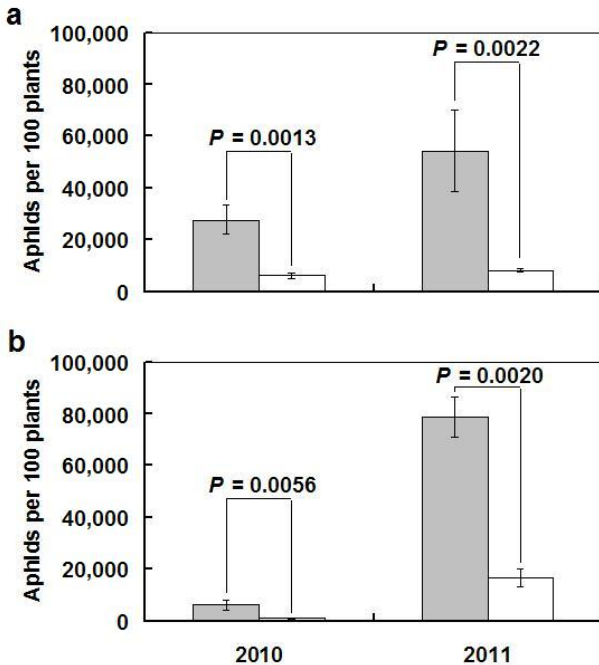 a
Aphids per 100 plants
100,000
80,000
60,000
40,000
20,000
0
P = 0.0013
P = 0.0022
b
Aphids per 100 plants
100,000
80,000
60,000
40,000
20,000
0
P = 0.0056
P = 0.0020
2010
2011